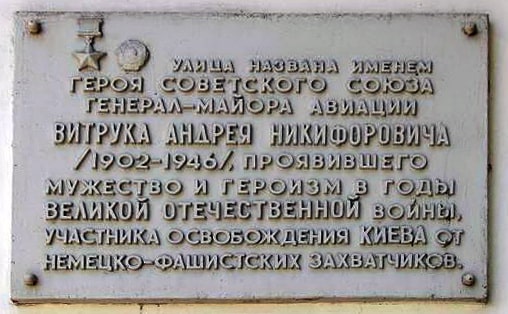 УЛИЦА НАЗВАНА ИМЕНЕМ
ГЕРОЯ СОВЕТСКОГО СОЮЗА
ГЕНЕРАЛ-МАЙОРА АВИАЦИИ
ВИТРУКА АНДРЕЯ НИКИФОРОВИЧА
/1902-1946/, ПРОЯВИВШЕГО
МУЖЕСТВО И ГЕРОИЗМ В ГОДЫ
ВЕЛИКОЙ ОТЕЧЕСТВЕННОЙ ВОЙНЫ,
УЧАСТНИКА ОСВОБОЖДЕНИЯ КИЕВА ОТ
НЕМЕЦКО-ФАШИСТСКИХ ЗАХВАТЧИКОВ.